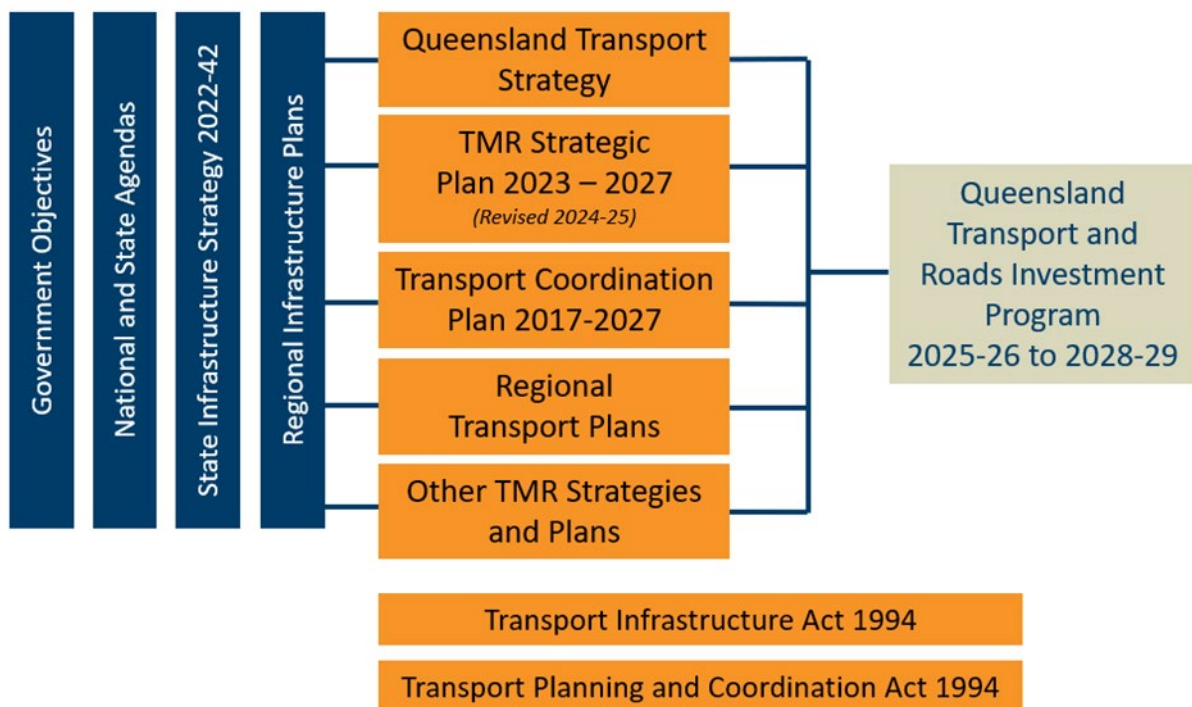 Government Objectives
National and State Agendas
State Infrastructure Strategy 2022-42
Regional Infrastructure Plans
Queensland Transport
Strategy
TMR Strategic
Plan 2023 – 2027
(Revised 2024-25)
Transport Coordination
Plan 2017-2027
Regional
Transport Plans
Other TMR Strategies
and Plans
Queensland
Transport and
Roads Investment
Program
2025-26 to 2028-29
Transport Infrastructure Act 1994
Transport Planning and Coordination Act 1994